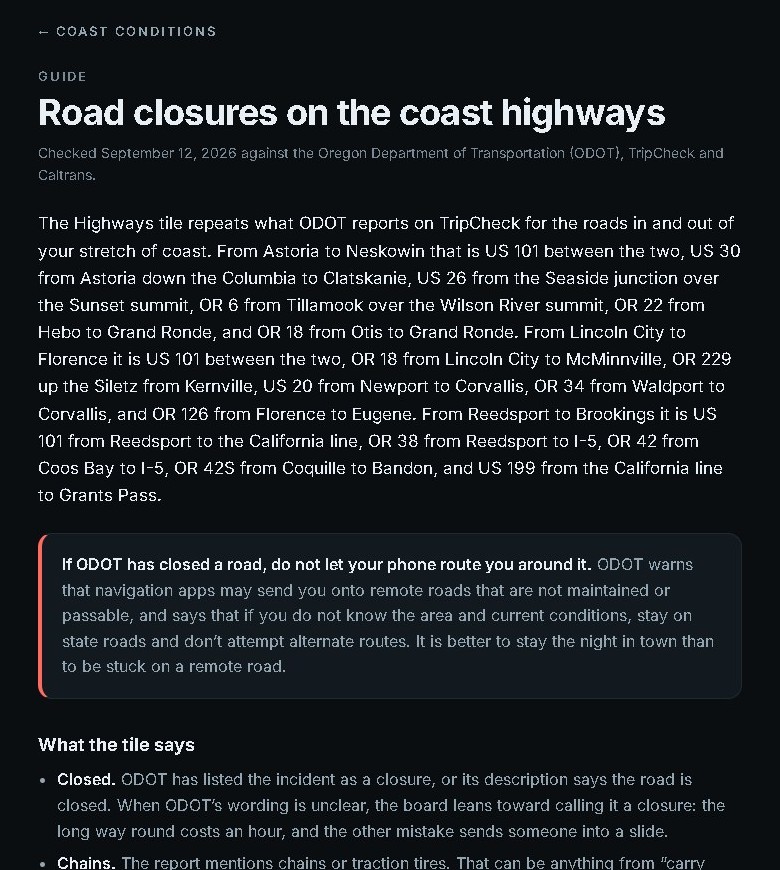 ← COAST CONDITIONS
GUIDE
Road closures on the coast highways
Checked September 12, 2026 against the Oregon Department of Transportation (ODOT), TripCheck and
Caltrans.
The Highways tile repeats what ODOT reports on TripCheck for the roads in and out of
your stretch of coast. From Astoria to Neskowin that is US 101 between the two, US 30
from Astoria down the Columbia to Clatskanie, US 26 from the Seaside junction over
the Sunset summit, OR 6 from Tillamook over the Wilson River summit, OR 22 from
Hebo to Grand Ronde, and OR 18 from Otis to Grand Ronde. From Lincoln City to
Florence it is US 101 between the two, OR 18 from Lincoln City to McMinnville, OR 229
up the Siletz from Kernville, US 20 from Newport to Corvallis, OR 34 from Waldport to
Corvallis, and OR 126 from Florence to Eugene. From Reedsport to Brookings it is US
101 from Reedsport to the California line, OR 38 from Reedsport to I-5, OR 42 from
Coos Bay to I-5, OR 42S from Coquille to Bandon, and US 199 from the California line
to Grants Pass.
If ODOT has closed a road, do not let your phone route you around it. ODOT warns
that navigation apps may send you onto remote roads that are not maintained or
passable, and says that if you do not know the area and current conditions, stay on
state roads and don’t attempt alternate routes. It is better to stay the night in town than
to be stuck on a remote road.
What the tile says
• Closed. ODOT has listed the incident as a closure, or its description says the road is
closed. When ODOT’s wording is unclear, the board leans toward calling it a closure: the
long way round costs an hour, and the other mistake sends someone into a slide.
• Chains. The report mentions chains or traction tires. That can be anything from “carry